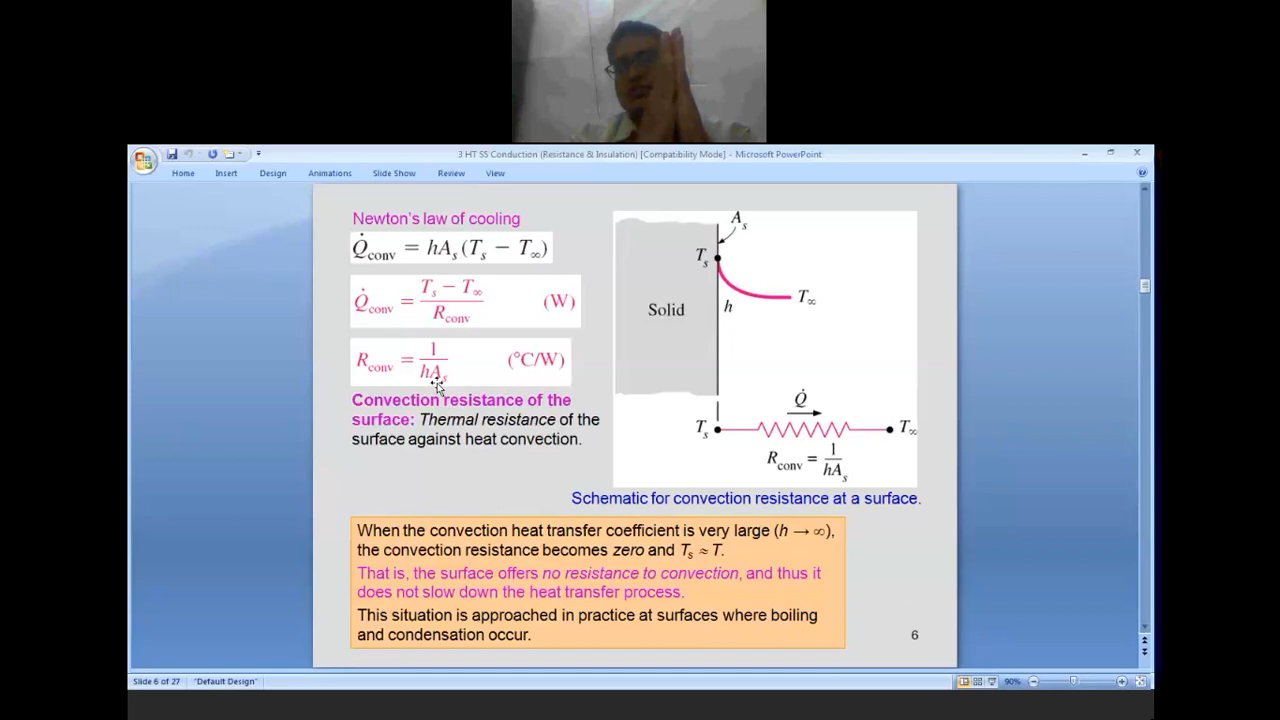 3 HT SS Conduction (Resistance & Insulation) [Compatibility Mode] - Microsoft PowerPoint
Home Insert Design Animations Slide Show Review View
Newton's law of cooling
Q̇conv = hAs (Ts − T∞)
Q̇conv = (Ts − T∞) / Rconv (W)
Rconv = 1 / hAs (°C/W)
Convection resistance of the
surface: Thermal resistance of the
surface against heat convection.
As
Ts
T∞
Solid
h
Q̇
Ts
T∞
Rconv = 1 / hAs
Schematic for convection resistance at a surface.
When the convection heat transfer coefficient is very large (h → ∞),
the convection resistance becomes zero and Ts ≈ T.
That is, the surface offers no resistance to convection, and thus it
does not slow down the heat transfer process.
This situation is approached in practice at surfaces where boiling
and condensation occur.
6
Slide 6 of 27 "Default Design" 90%